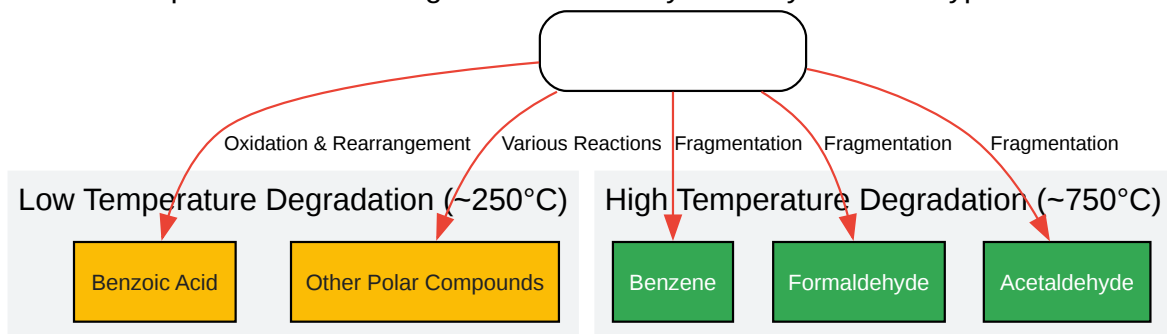 Oxidation & Rearrangement
Various Reactions
Fragmentation
Fragmentation
Fragmentation
Low Temperature Degradation (~250°C)
High Temperature Degradation (~750°C)
Benzoic Acid
Other Polar Compounds
Benzene
Formaldehyde
Acetaldehyde